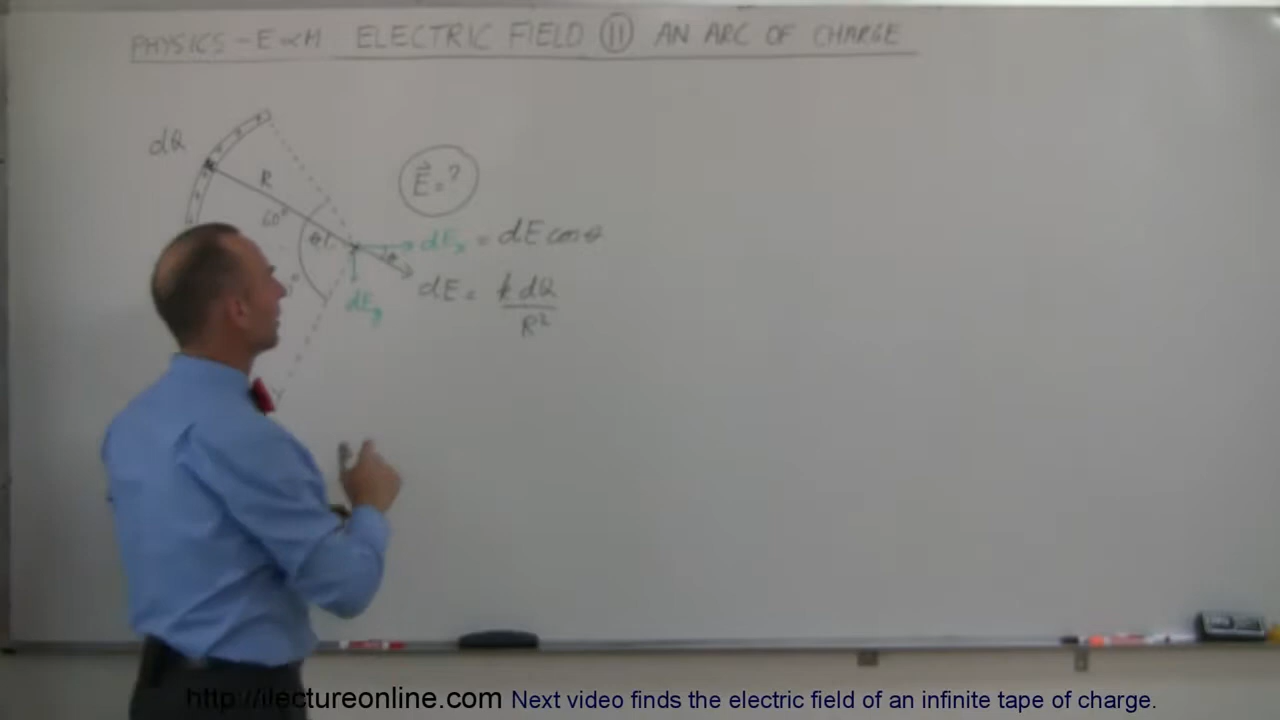 PHYSICS - E & M ELECTRIC FIELD 11 AN ARC OF CHARGE
dQ
R
E = ?
60°
θ
dEx = dE cos θ
θ
dE = k dQ / R²
dEy
http://ilectureonline.com Next video finds the electric field of an infinite tape of charge.